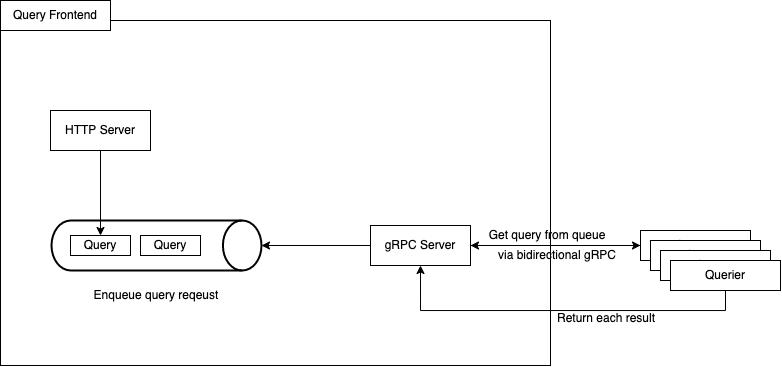 Query Frontend
HTTP Server
Query
Query
Enqueue query reqeust
gRPC Server
Get query from queue
via bidirectional gRPC
Querier
Return each result